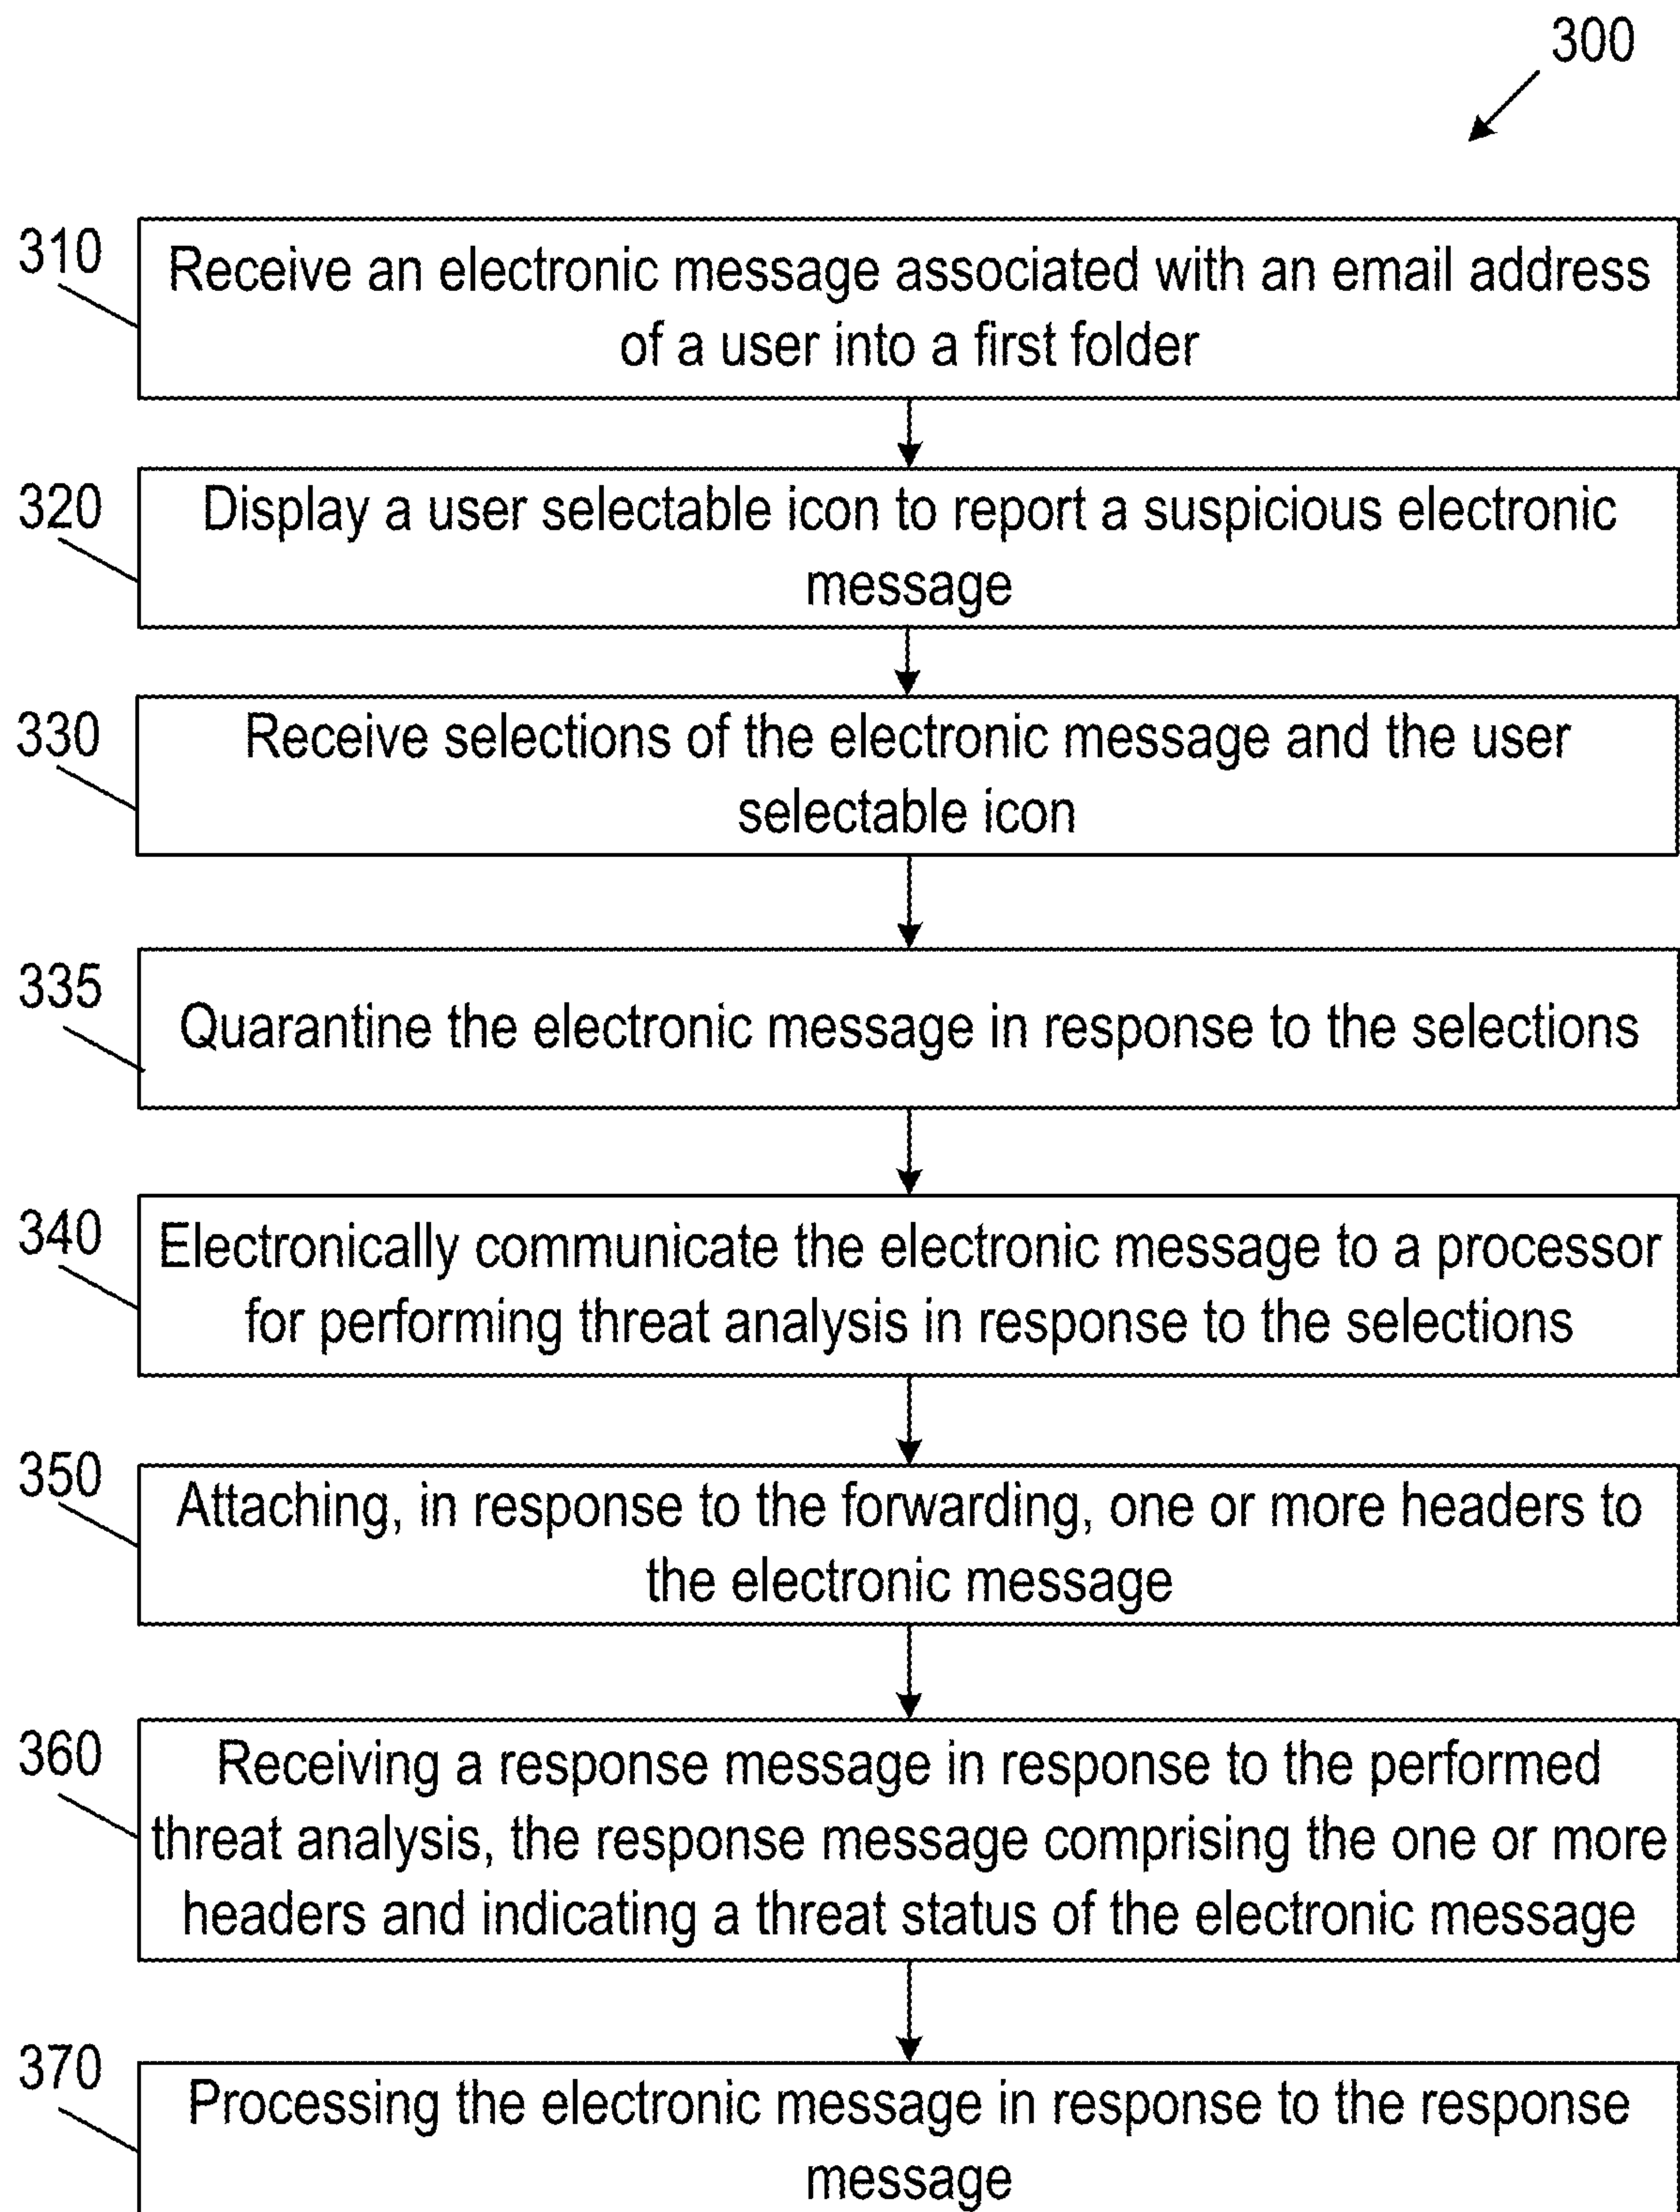 300
310
Receive an electronic message associated with an email address
of a user into a first folder
320
Display a user selectable icon to report a suspicious electronic
message
330
Receive selections of the electronic message and the user
selectable icon
335
Quarantine the electronic message in response to the selections
340
Electronically communicate the electronic message to a processor
for performing threat analysis in response to the selections
350
Attaching, in response to the forwarding, one or more headers to
the electronic message
360
Receiving a response message in response to the performed
threat analysis, the response message comprising the one or more
headers and indicating a threat status of the electronic message
370
Processing the electronic message in response to the response
message